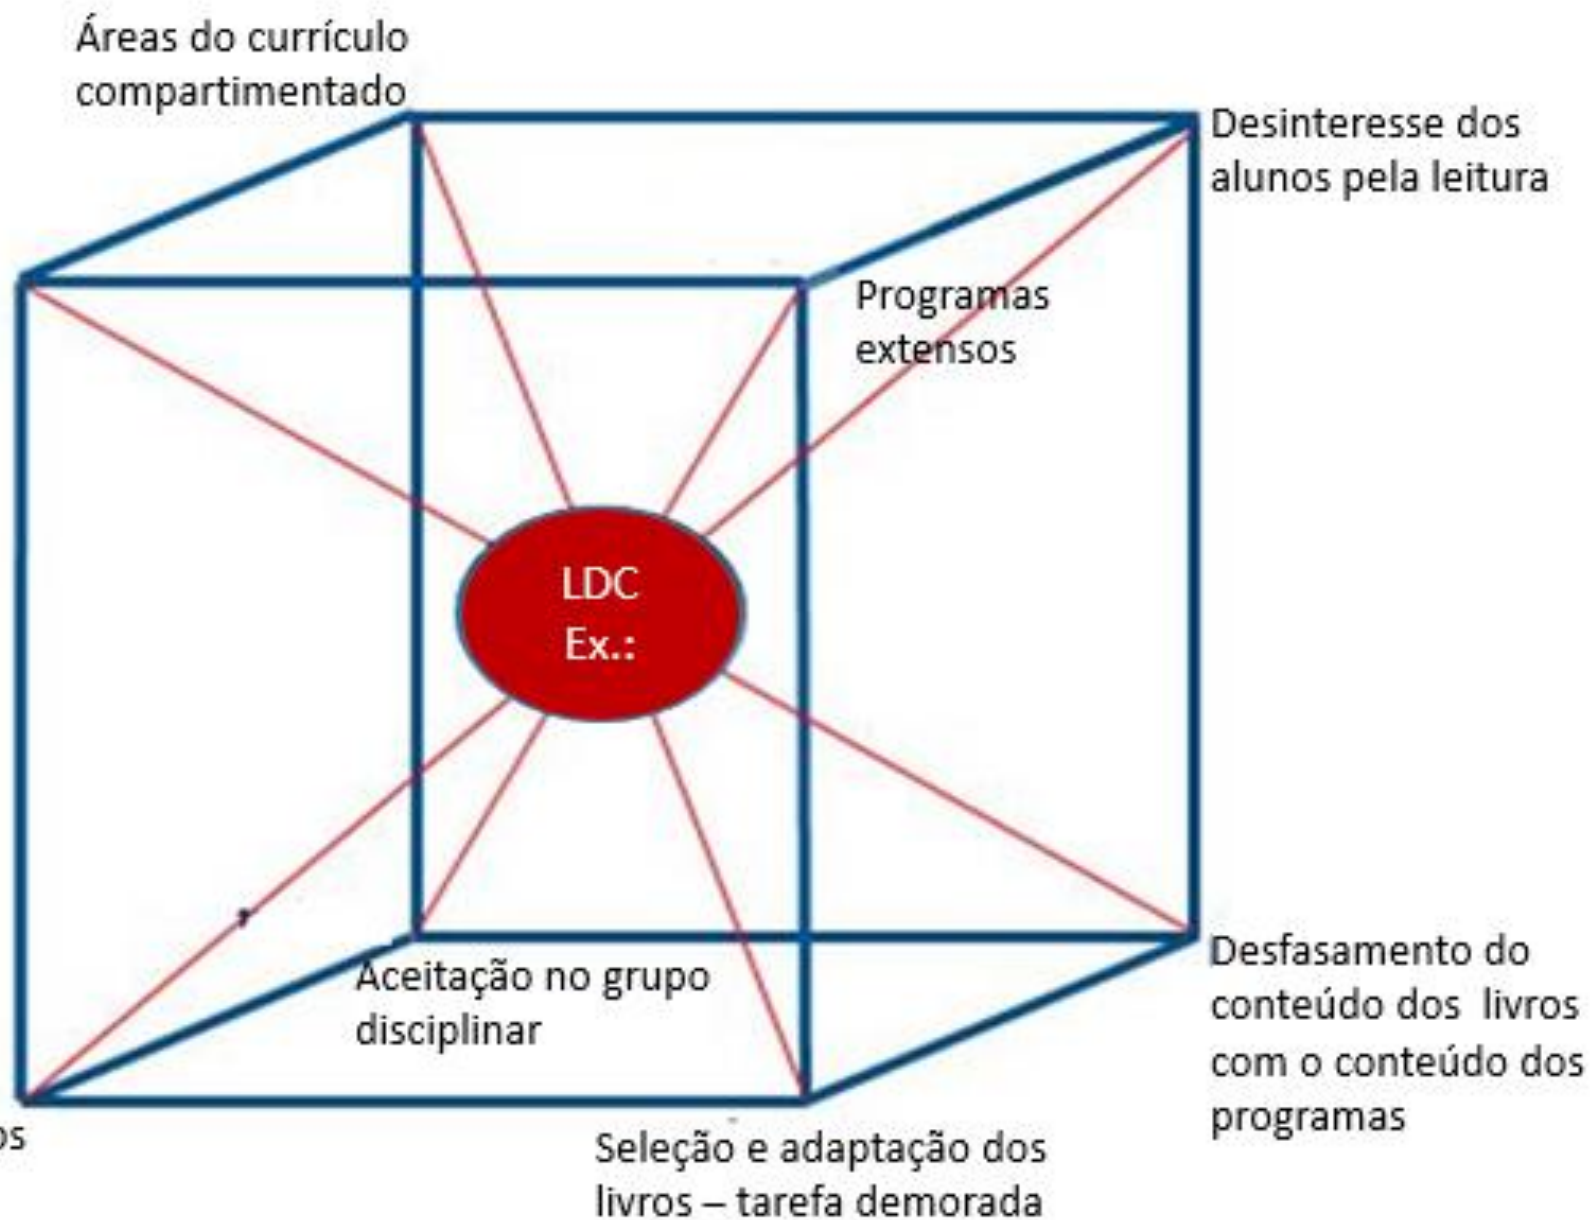 Áreas do currículo
compartimentado
Desinteresse dos
alunos pela leitura
Programas
extensos
LDC
Ex.:
Aceitação no grupo
disciplinar
Desfasamento do
conteúdo dos livros
com o conteúdo dos
programas
Seleção e adaptação dos
livros – tarefa demorada